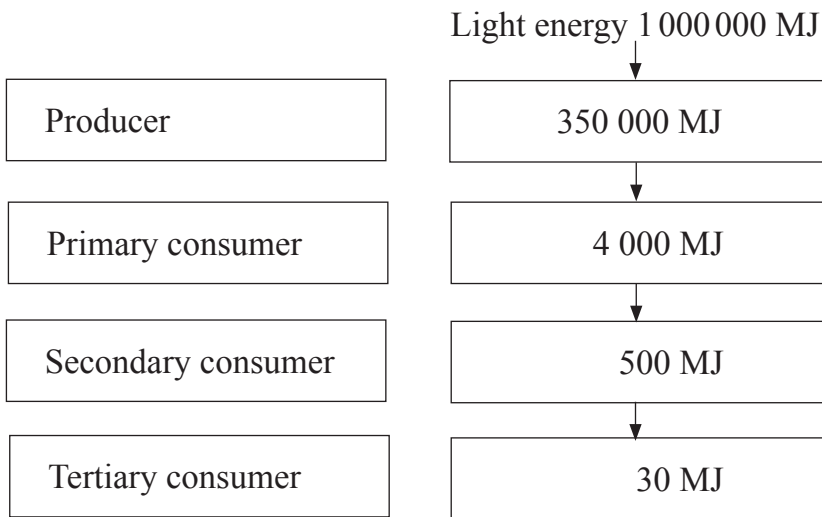 Light energy 1 000 000 MJ
Producer
350 000 MJ
Primary consumer
4 000 MJ
Secondary consumer
500 MJ
Tertiary consumer
30 MJ